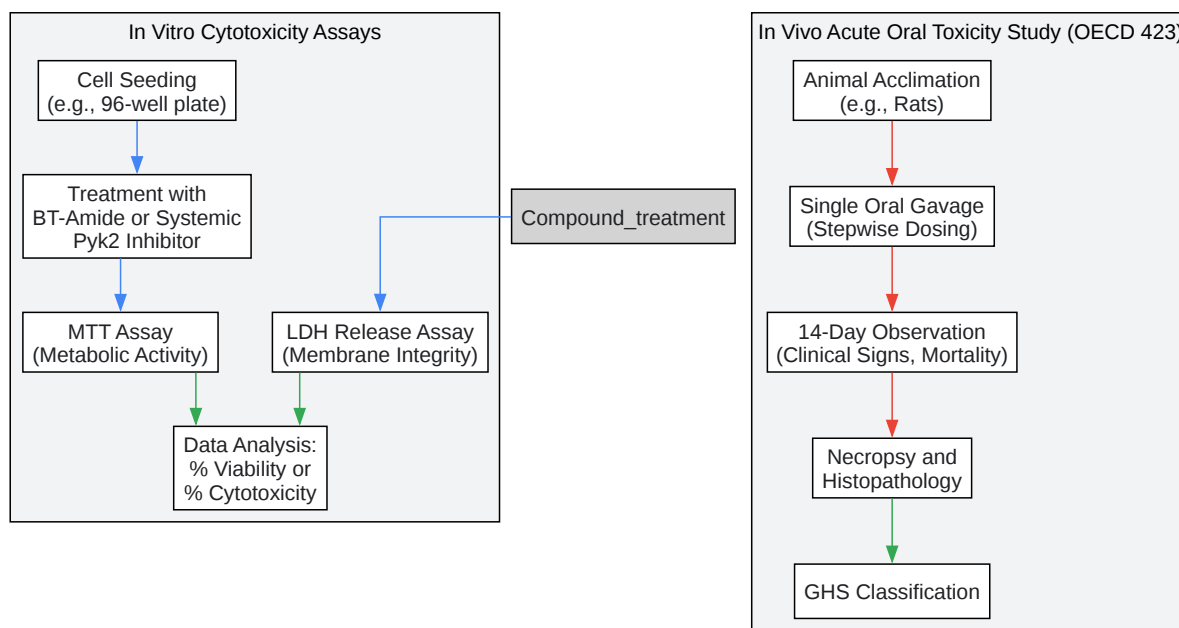 In Vitro Cytotoxicity Assays
Cell Seeding
(e.g., 96-well plate)
Treatment with
BT-Amide or Systemic
Pyk2 Inhibitor
MTT Assay
(Metabolic Activity)
LDH Release Assay
(Membrane Integrity)
Data Analysis:
% Viability or
% Cytotoxicity
Compound_treatment
In Vivo Acute Oral Toxicity Study (OECD 423)
Animal Acclimation
(e.g., Rats)
Single Oral Gavage
(Stepwise Dosing)
14-Day Observation
(Clinical Signs, Mortality)
Necropsy and
Histopathology
GHS Classification